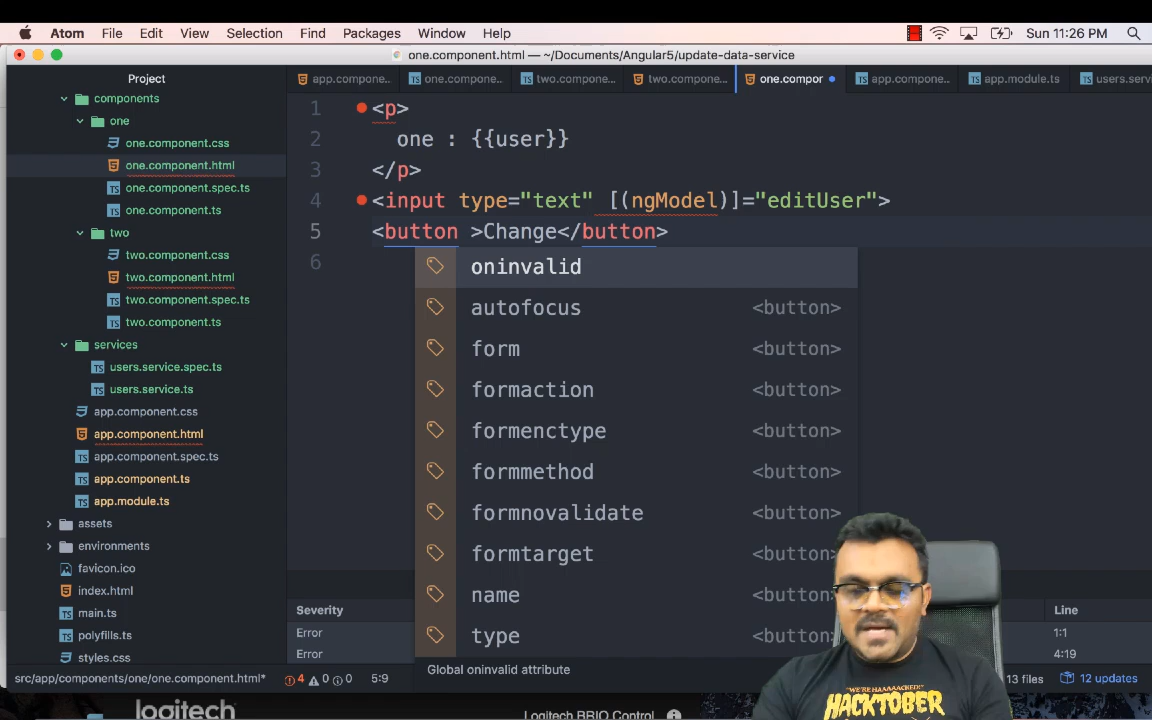 Atom File Edit View Selection Find Packages Window Help Sun 11:26 PM
one.component.html — ~/Documents/Angular5/update-data-service
Project
app.compone...
one.compone...
two.compone...
two.compone...
one.compor
app.compone...
app.module.ts
users.servi
components
one
one.component.css
one.component.html
one.component.spec.ts
one.component.ts
two
two.component.css
two.component.html
two.component.spec.ts
two.component.ts
services
users.service.spec.ts
users.service.ts
app.component.css
app.component.html
app.component.spec.ts
app.component.ts
app.module.ts
assets
environments
favicon.ico
index.html
main.ts
polyfills.ts
styles.css
1 <p>
2 one : {{user}}
3 </p>
4 <input type="text" [(ngModel)]="editUser">
5 <button >Change</button>
6
oninvalid
autofocus <button>
form <button>
formaction <button>
formenctype <button>
formmethod <button>
formnovalidate <button>
formtarget <button>
name <button>
type <button>
Global oninvalid attribute
Severity Line
Error 1:1
Error 4:19
src/app/components/one/one.component.html* 4 0 0 5:9 13 files 12 updates
logitech
Logitech BRIO Control
"WE'RE HAAAAACHED!"
HACKTOBER